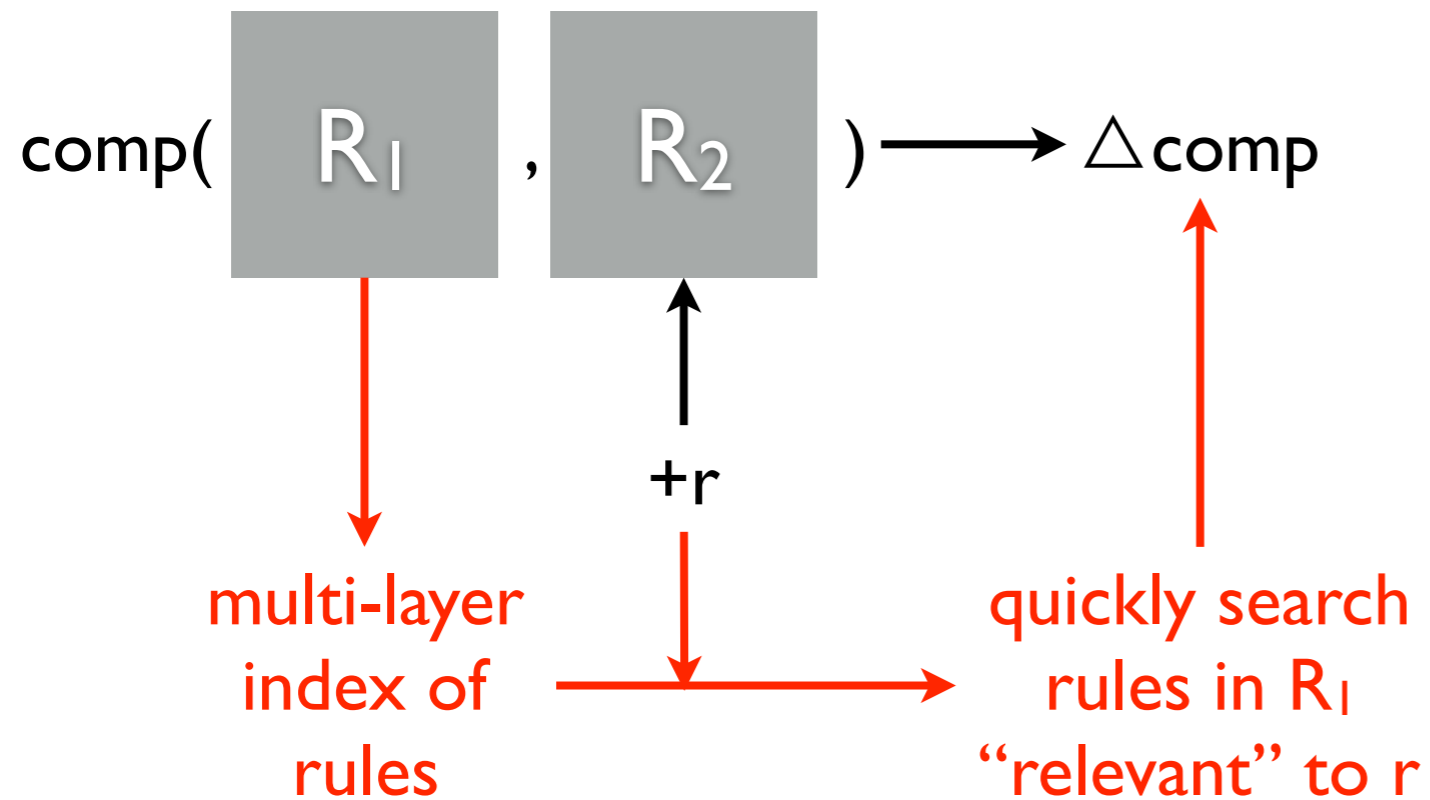 comp( R₁ , R₂ ) △comp
+r
multi-layer
index of
rules
quickly search
rules in R₁
“relevant” to r